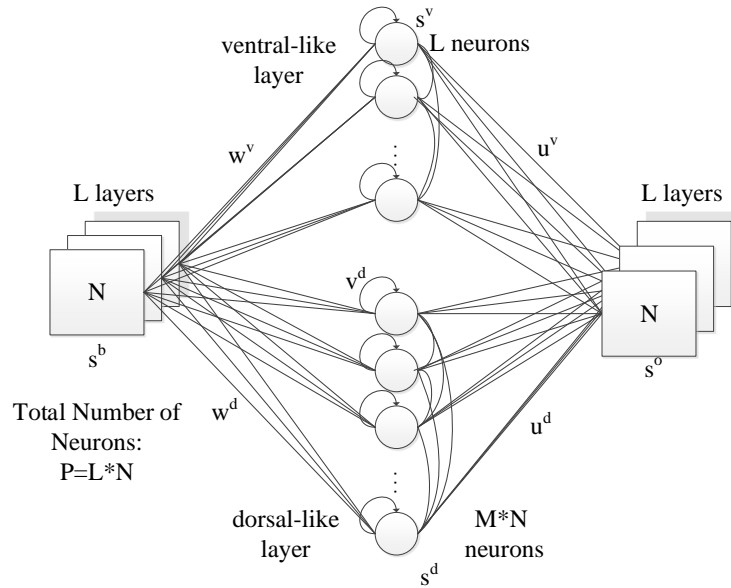 s^v
ventral-like
layer
L neurons
w^v
u^v
L layers
L layers
N
v^d
N
s^b
s^o
Total Number of
Neurons:
P=L*N
w^d
u^d
dorsal-like
layer
M*N
neurons
s^d